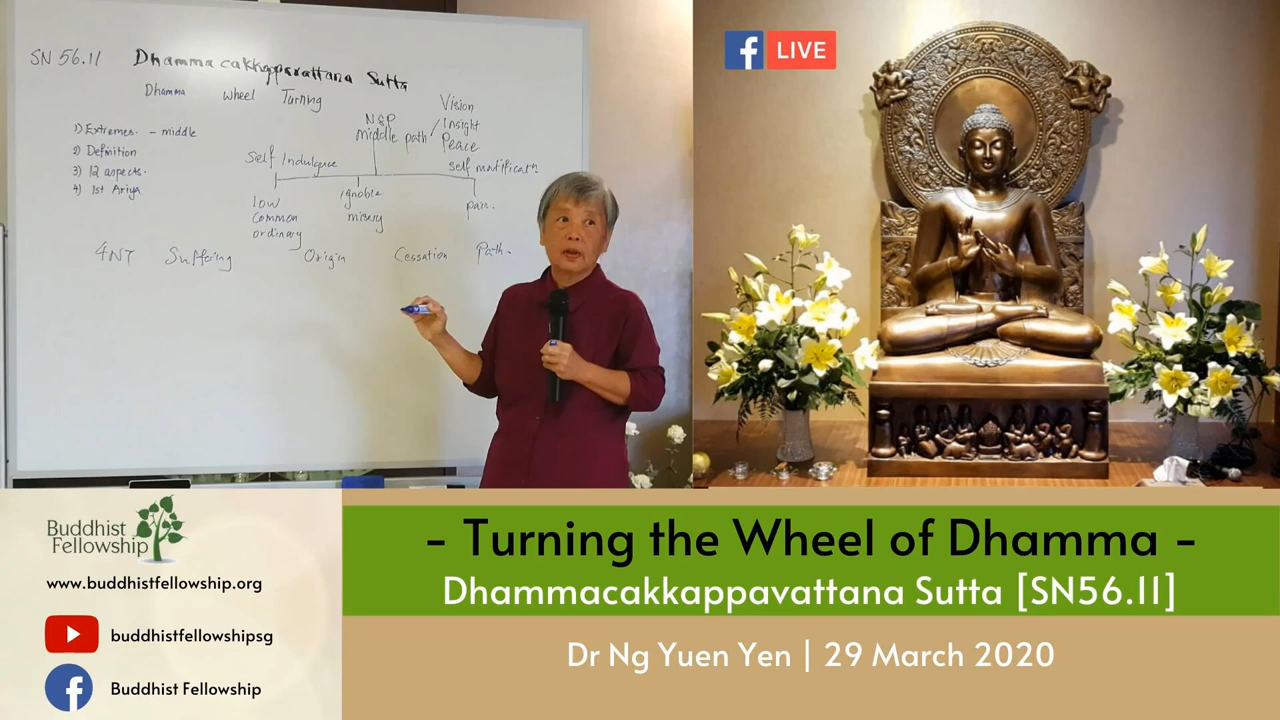 SN 56.11 Dhammacakkappavattana Sutta
Dhamma wheel Turning
1) Extremes. - middle
2) Definition
3) 12 aspects.
4) 1st Ariya
Vision
Insight
Peace
middle path
Self Indulgence
self mortificatn
low
common
ordinary
ignoble
misery
pain.
4NT Suffering Origin Cessation Path.
f LIVE
Buddhist
Fellowship
www.buddhistfellowship.org
buddhistfellowshipsg
Buddhist Fellowship
- Turning the Wheel of Dhamma -
Dhammacakkappavattana Sutta [SN56.11]
Dr Ng Yuen Yen | 29 March 2020